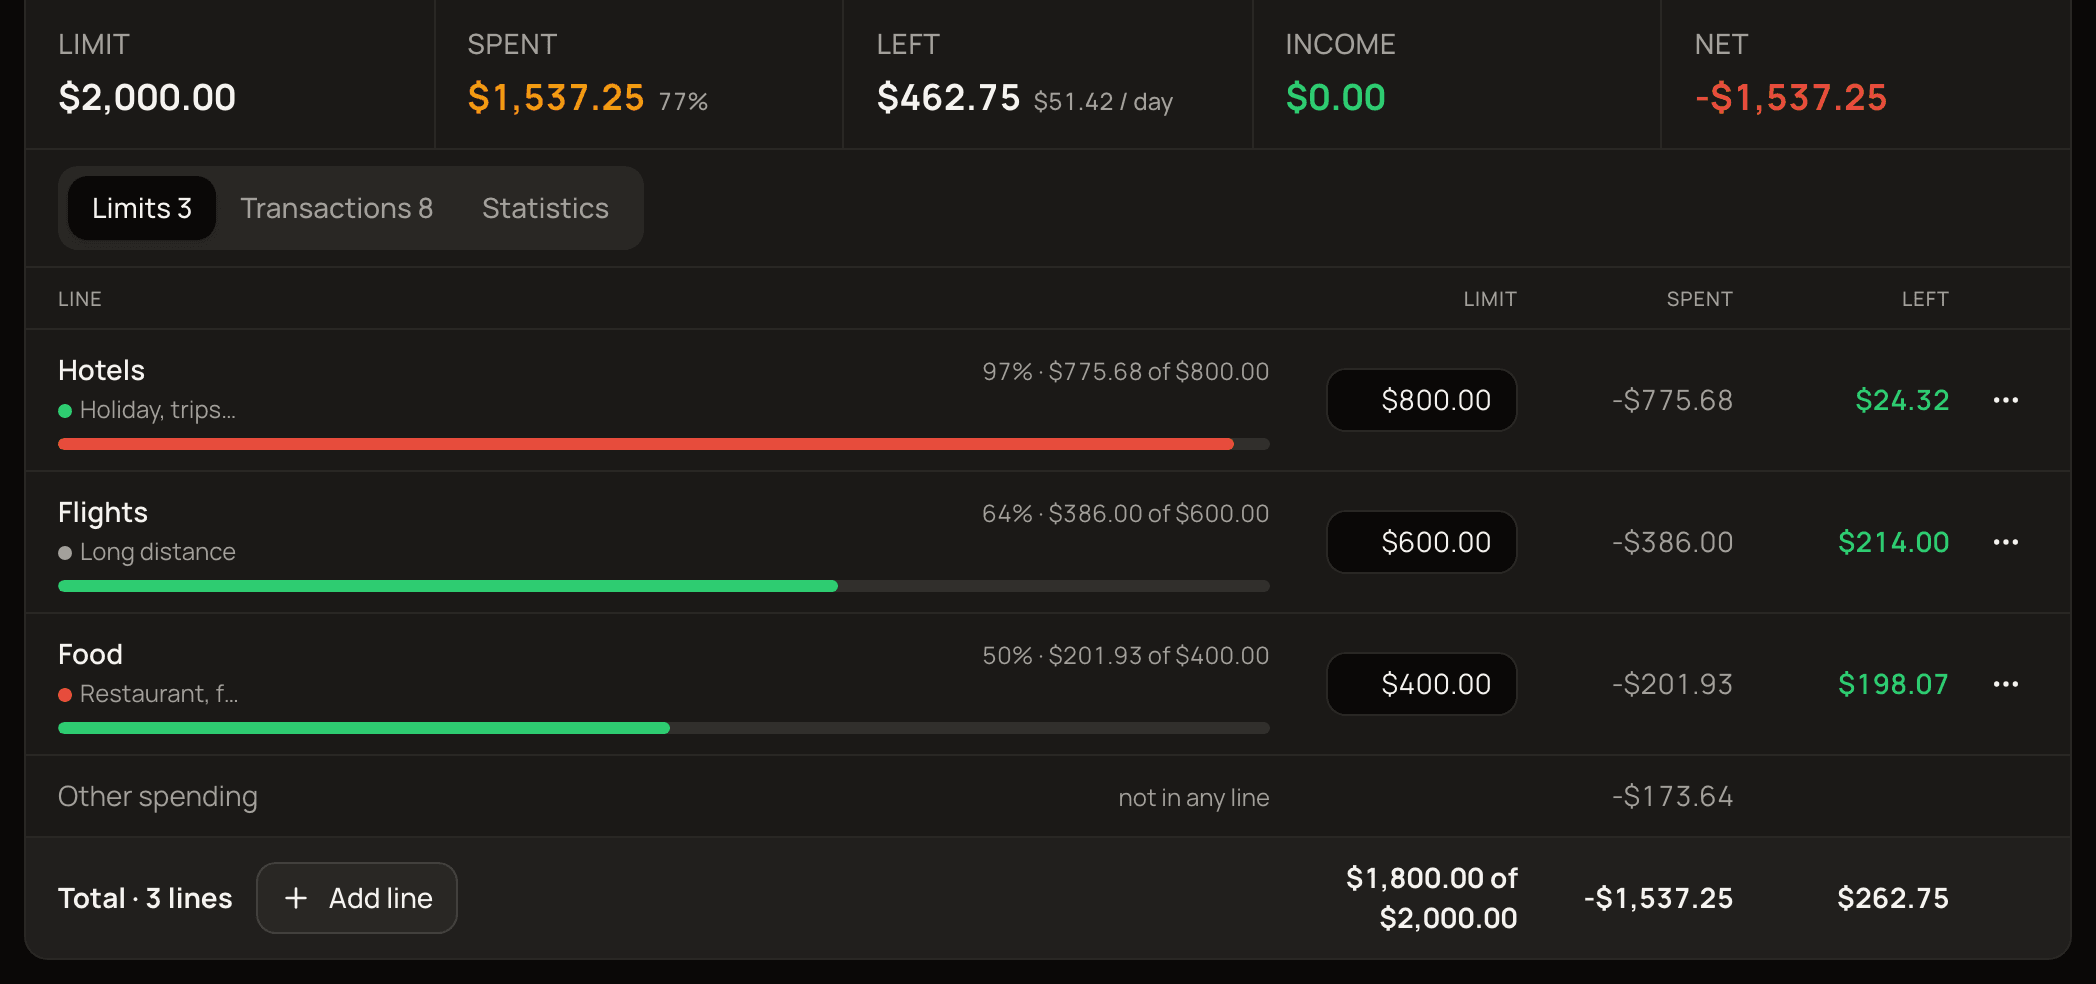 LIMIT SPENT LEFT INCOME NET
$2,000.00 $1,537.25 77% $462.75 $51.42 / day $0.00 -$1,537.25
Limits 3 Transactions 8 Statistics
LINE LIMIT SPENT LEFT
Hotels 97% · $775.68 of $800.00
Holiday, trips... $800.00 -$775.68 $24.32
Flights 64% · $386.00 of $600.00
Long distance $600.00 -$386.00 $214.00
Food 50% · $201.93 of $400.00
Restaurant, f... $400.00 -$201.93 $198.07
Other spending not in any line -$173.64
Total · 3 lines + Add line $1,800.00 of $2,000.00 -$1,537.25 $262.75